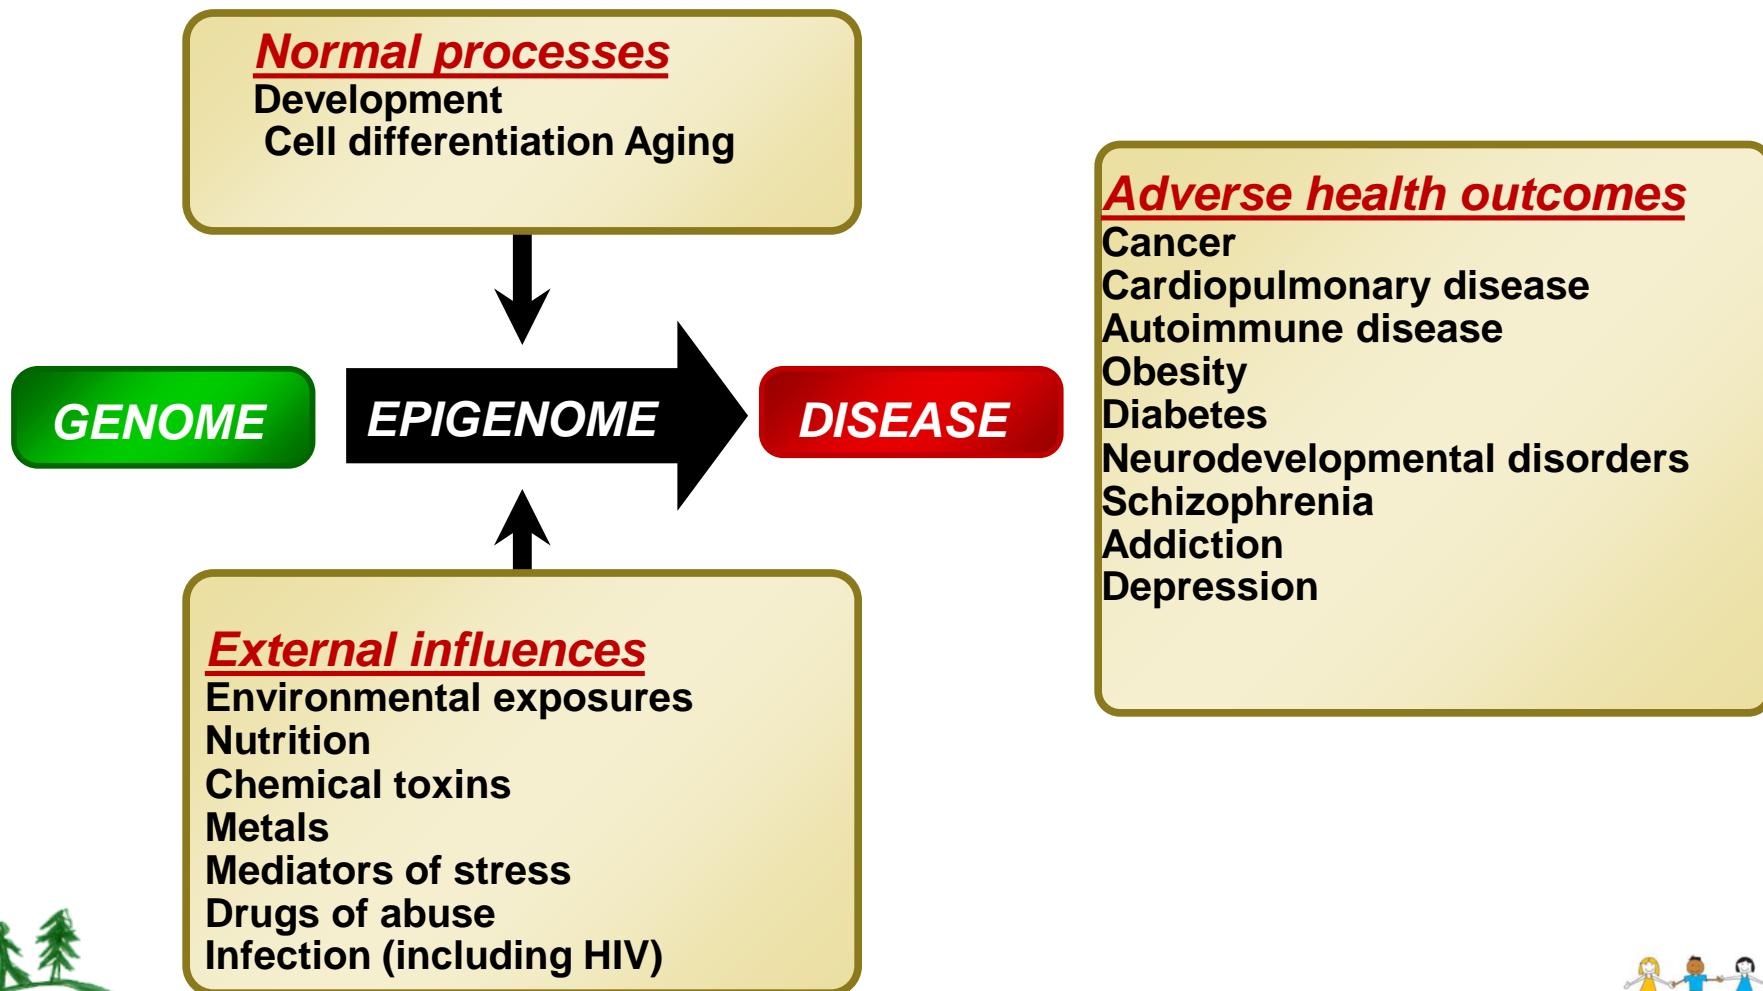 Normal processes
Development
Cell differentiation Aging
GENOME
EPIGENOME
DISEASE
External influences
Environmental exposures
Nutrition
Chemical toxins
Metals
Mediators of stress
Drugs of abuse
Infection (including HIV)
Adverse health outcomes
Cancer
Cardiopulmonary disease
Autoimmune disease
Obesity
Diabetes
Neurodevelopmental disorders
Schizophrenia
Addiction
Depression